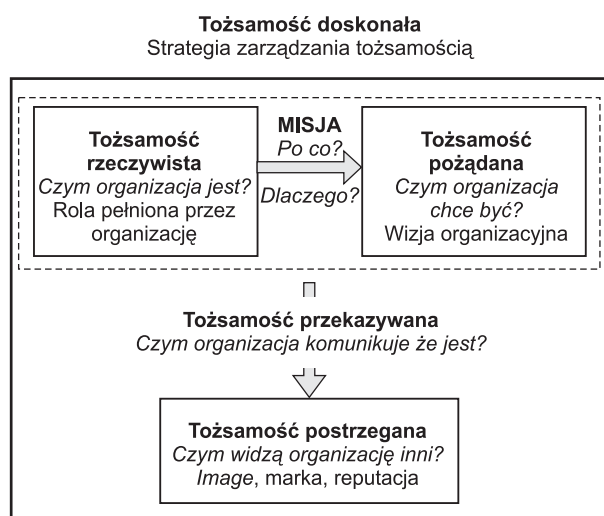 Tożsamość doskonała
Strategia zarządzania tożsamością
Tożsamość
rzeczywista
Czym organizacja jest?
Rola pełniona przez
organizację
MISJA
Po co?
Dlaczego?
Tożsamość
pożądana
Czym organizacja
chce być?
Wizja organizacyjna
Tożsamość przekazywana
Czym organizacja komunikuje że jest?
Tożsamość postrzegana
Czym widzą organizację inni?
Image, marka, reputacja